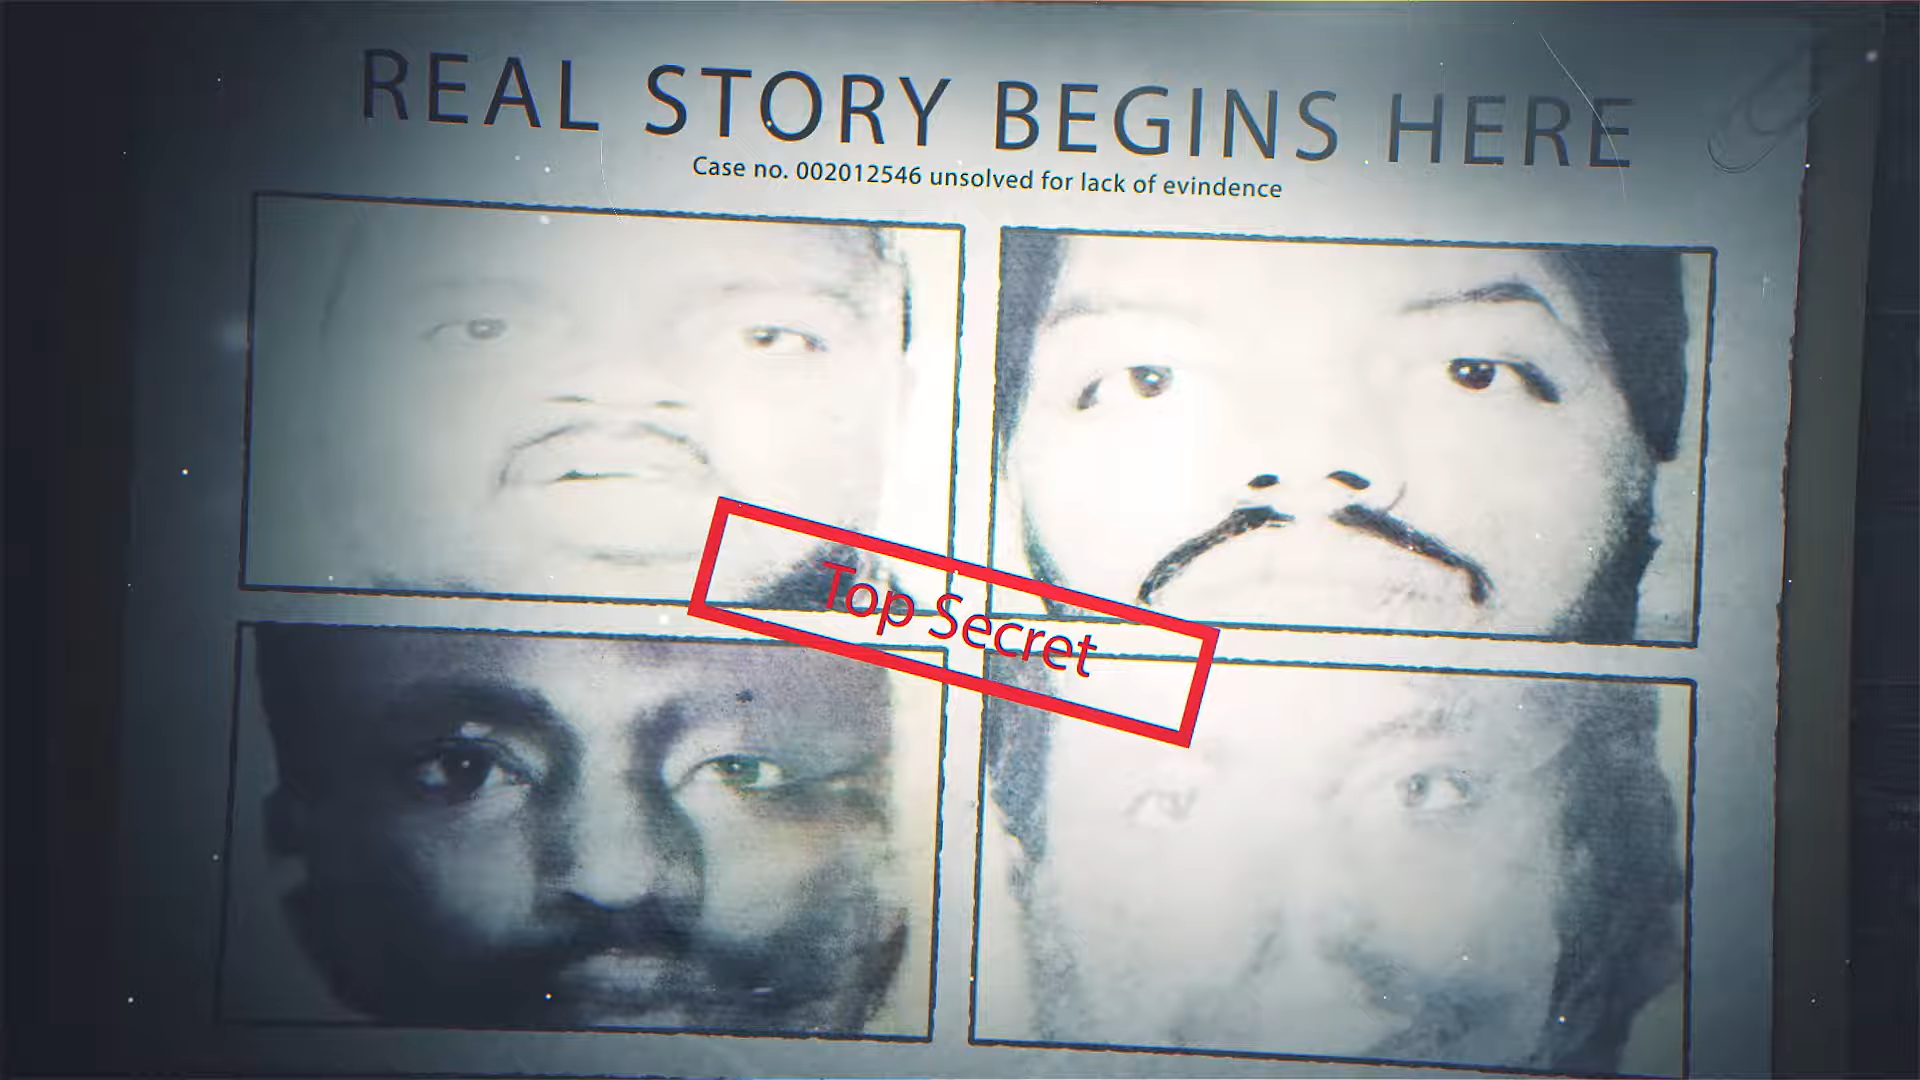 REAL STORY BEGINS HERE
Case no. 002012546 unsolved for lack of evindence
Top Secret